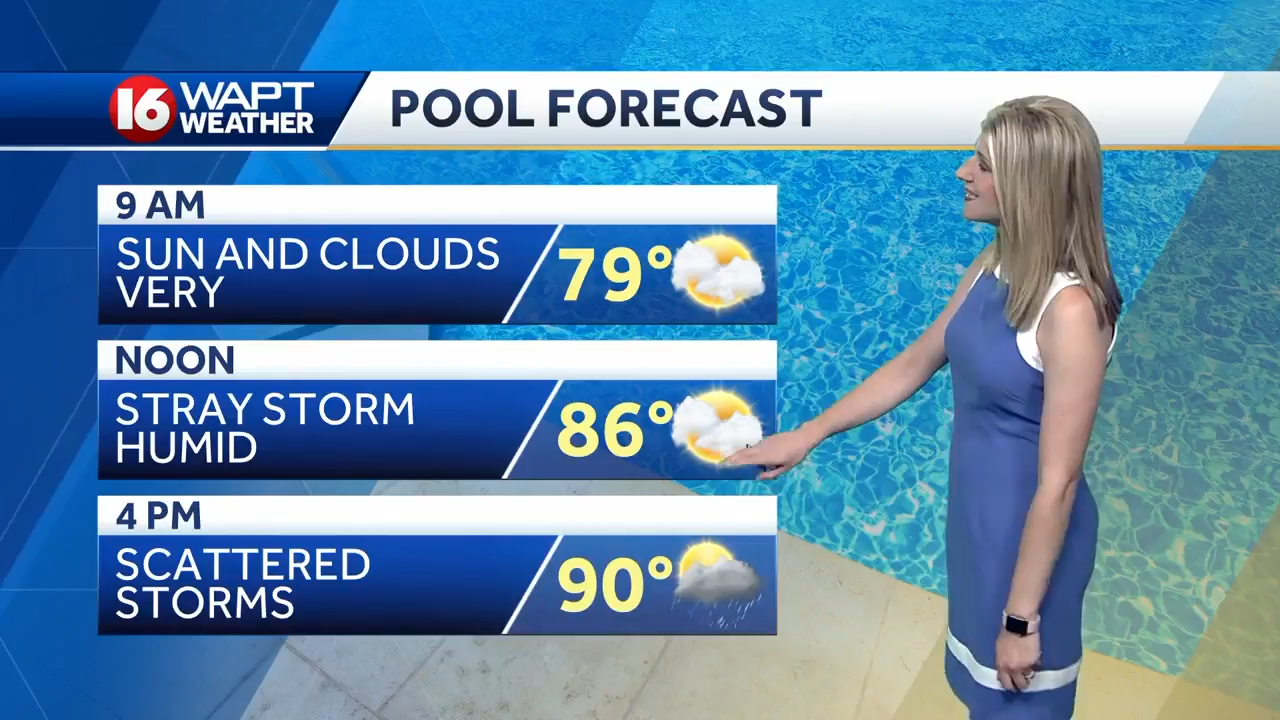 16 WAPT
WEATHER
POOL FORECAST
9 AM
SUN AND CLOUDS
VERY
79°
NOON
STRAY STORM
HUMID
86°
4 PM
SCATTERED
STORMS
90°